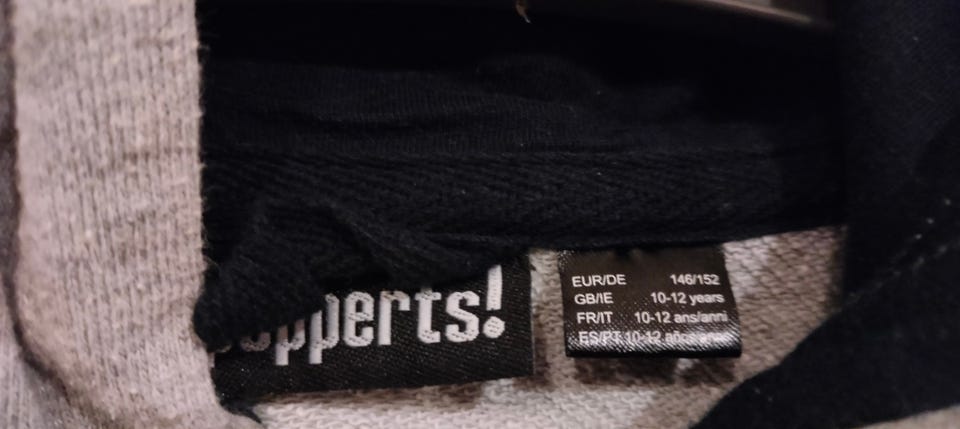 pepperts!
EUR/DE 146/152
GB/IE 10-12 years
FR/IT 10-12 ans/anni
ES/PT 10-12